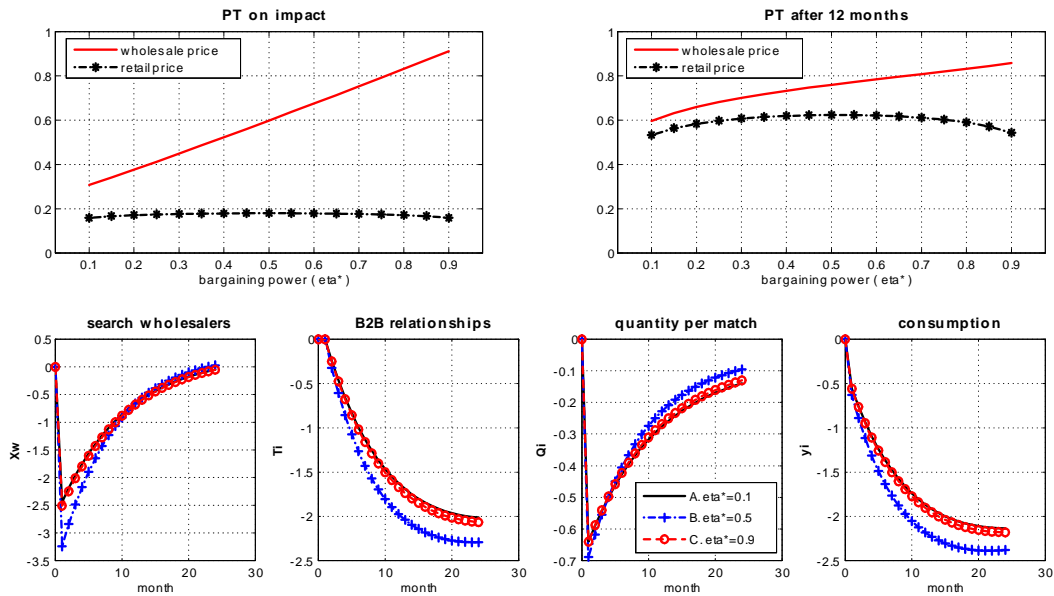 PT on impact
1
0.8
0.6
0.4
0.2
0
wholesale price
retail price
0.1 0.2 0.3 0.4 0.5 0.6 0.7 0.8 0.9
bargaining power ( eta* )
PT after 12 months
1
0.8
0.6
0.4
0.2
0
wholesale price
retail price
0.1 0.2 0.3 0.4 0.5 0.6 0.7 0.8 0.9
bargaining power ( eta* )
search wholesalers
0.5
0
-0.5
-1
-1.5
-2
-2.5
-3
-3.5
Xw
0 10 20 30
month
B2B relationships
0
-0.5
-1
-1.5
-2
-2.5
Ti
0 10 20 30
month
quantity per match
0
-0.1
-0.2
-0.3
-0.4
-0.5
-0.6
-0.7
Qi
A. eta*=0.1
B. eta*=0.5
C. eta*=0.9
0 10 20 30
month
consumption
0
-0.5
-1
-1.5
-2
-2.5
yi
0 10 20 30
month